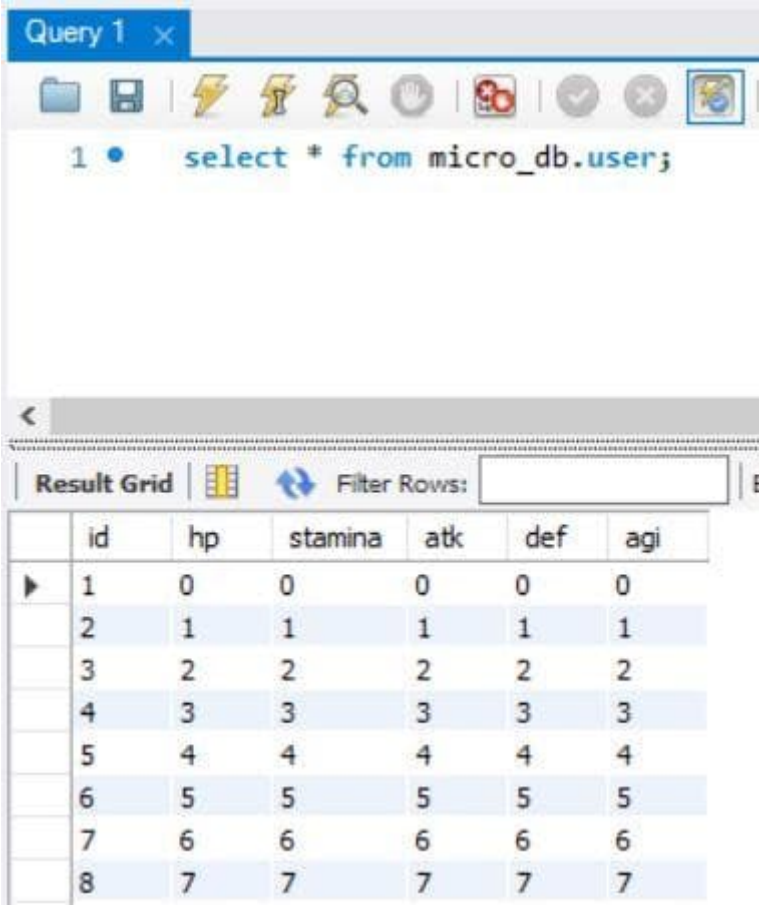 Query 1
1 select * from micro_db.user;
Result Grid Filter Rows:
id hp stamina atk def agi
1 0 0 0 0 0
2 1 1 1 1 1
3 2 2 2 2 2
4 3 3 3 3 3
5 4 4 4 4 4
6 5 5 5 5 5
7 6 6 6 6 6
8 7 7 7 7 7